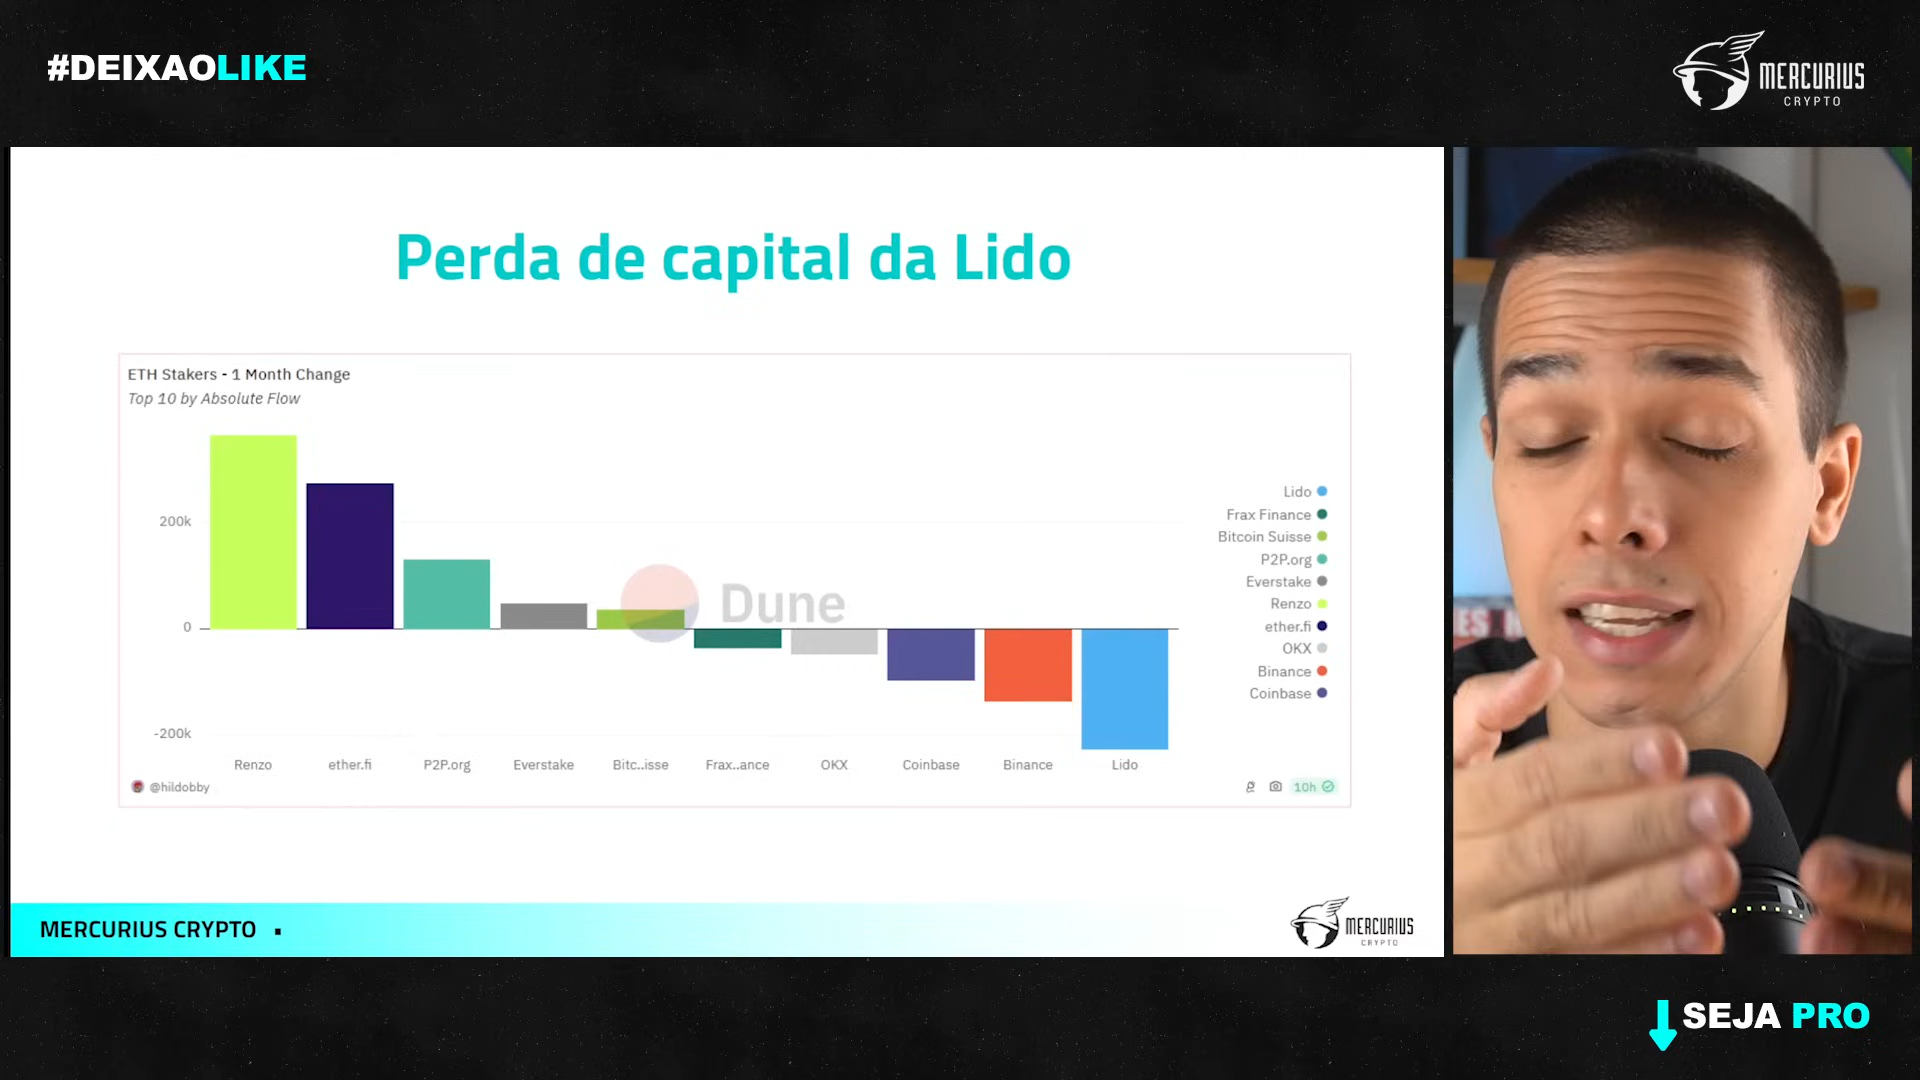 #DEIXAOLIKE
MERCURIUS
CRYPTO
Perda de capital da Lido
ETH Stakers - 1 Month Change
Top 10 by Absolute Flow
200k
0
-200k
Dune
Lido
Frax Finance
Bitcoin Suisse
P2P.org
Everstake
Renzo
ether.fi
OKX
Binance
Coinbase
Renzo ether.fi P2P.org Everstake Bitc..isse Frax..ance OKX Coinbase Binance Lido
@hildobby
10h
MERCURIUS CRYPTO
MERCURIUS
CRYPTO
SEJA PRO